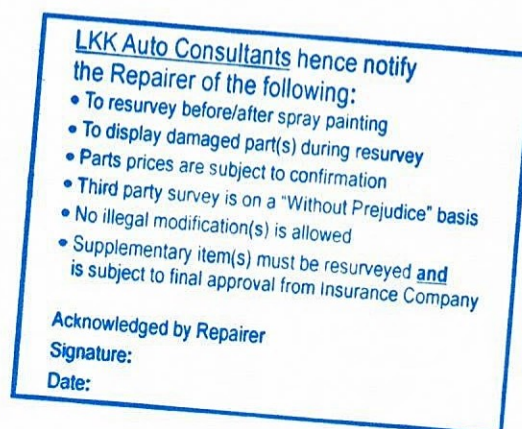 LKK Auto Consultants hence notify
the Repairer of the following:
• To resurvey before/after spray painting
• To display damaged part(s) during resurvey
• Parts prices are subject to confirmation
• Third party survey is on a "Without Prejudice" basis
• No illegal modification(s) is allowed
• Supplementary item(s) must be resurveyed and
is subject to final approval from Insurance Company
Acknowledged by Repairer
Signature:
Date: